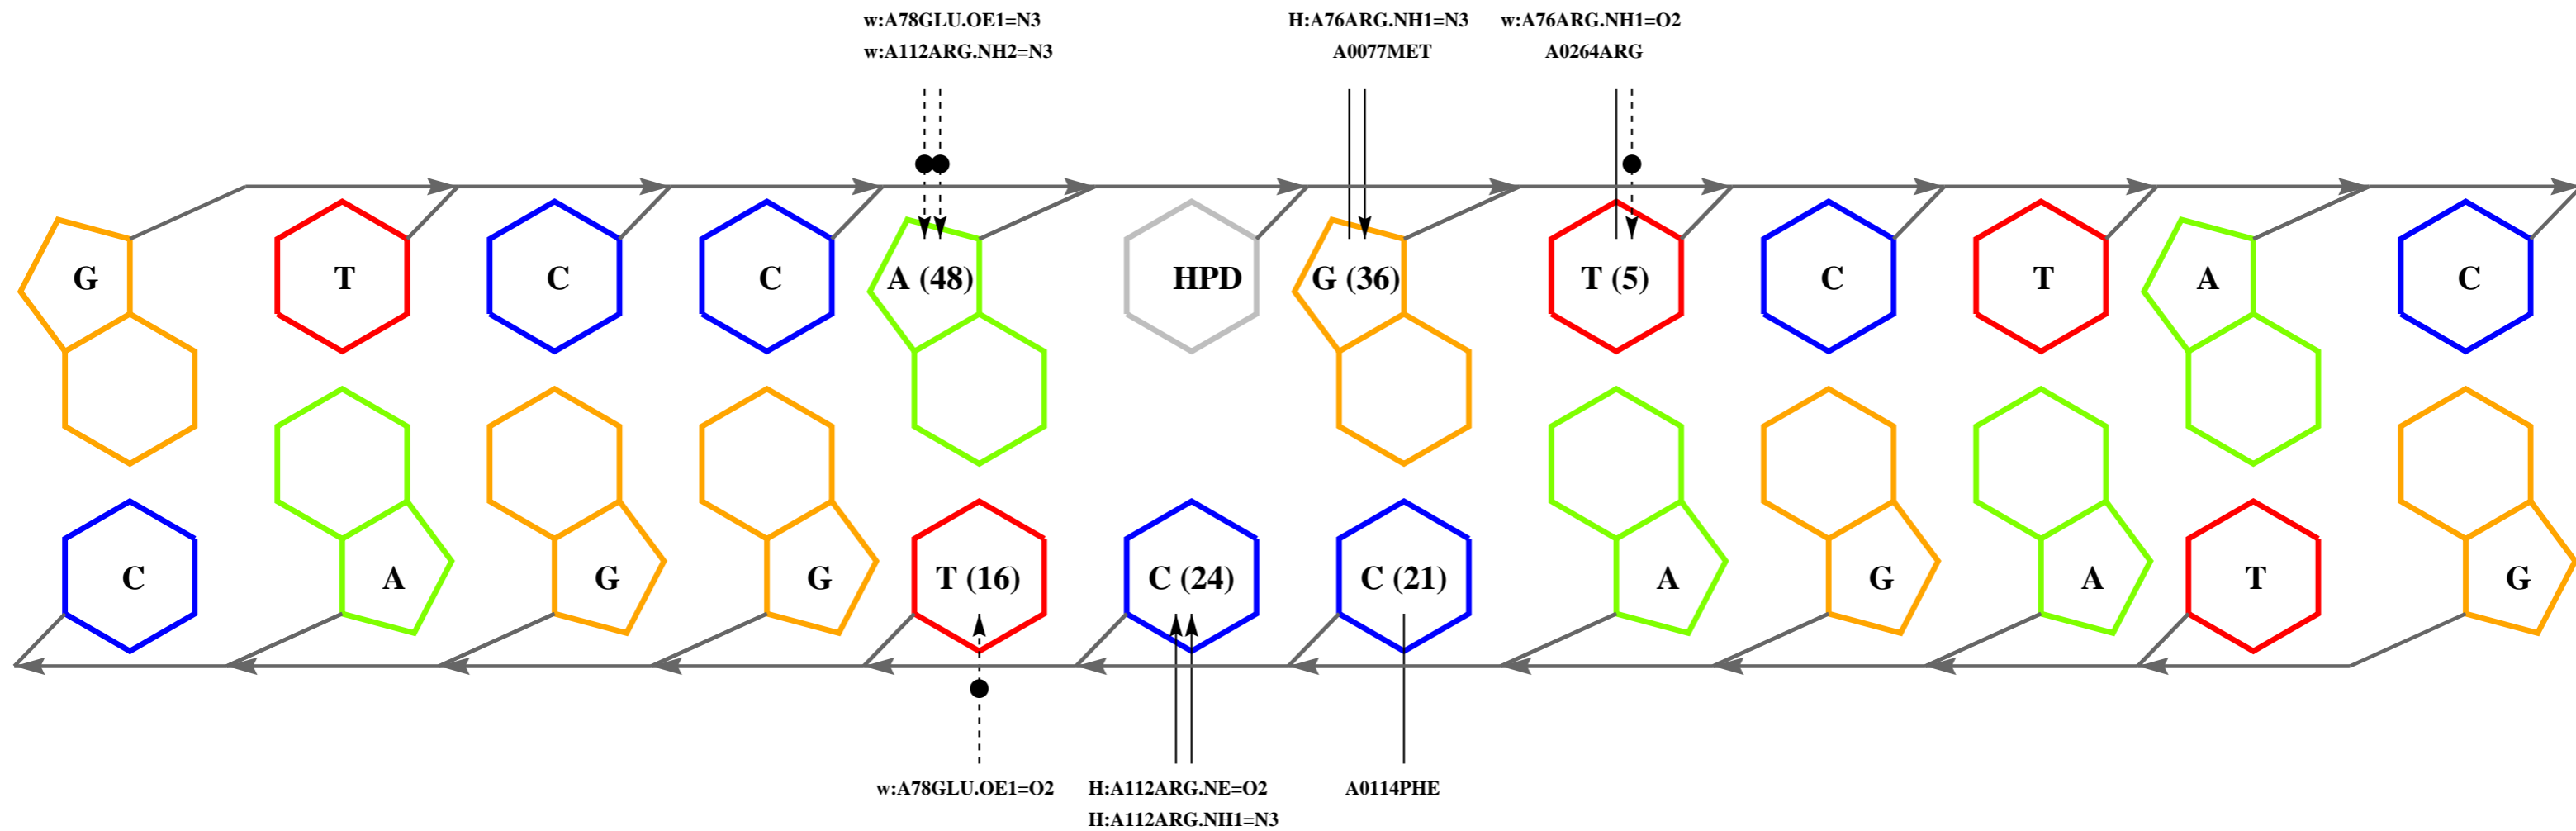 w:A78GLU.OE1=N3 H:A76ARG.NH1=N3 w:A76ARG.NH1=O2
w:A112ARG.NH2=N3 A0077MET A0264ARG
G T C C A (48) HPD G (36) T (5) C T A C
C A G G T (16) C (24) C (21) A G A T G
w:A78GLU.OE1=O2 H:A112ARG.NE=O2 A0114PHE
H:A112ARG.NH1=N3